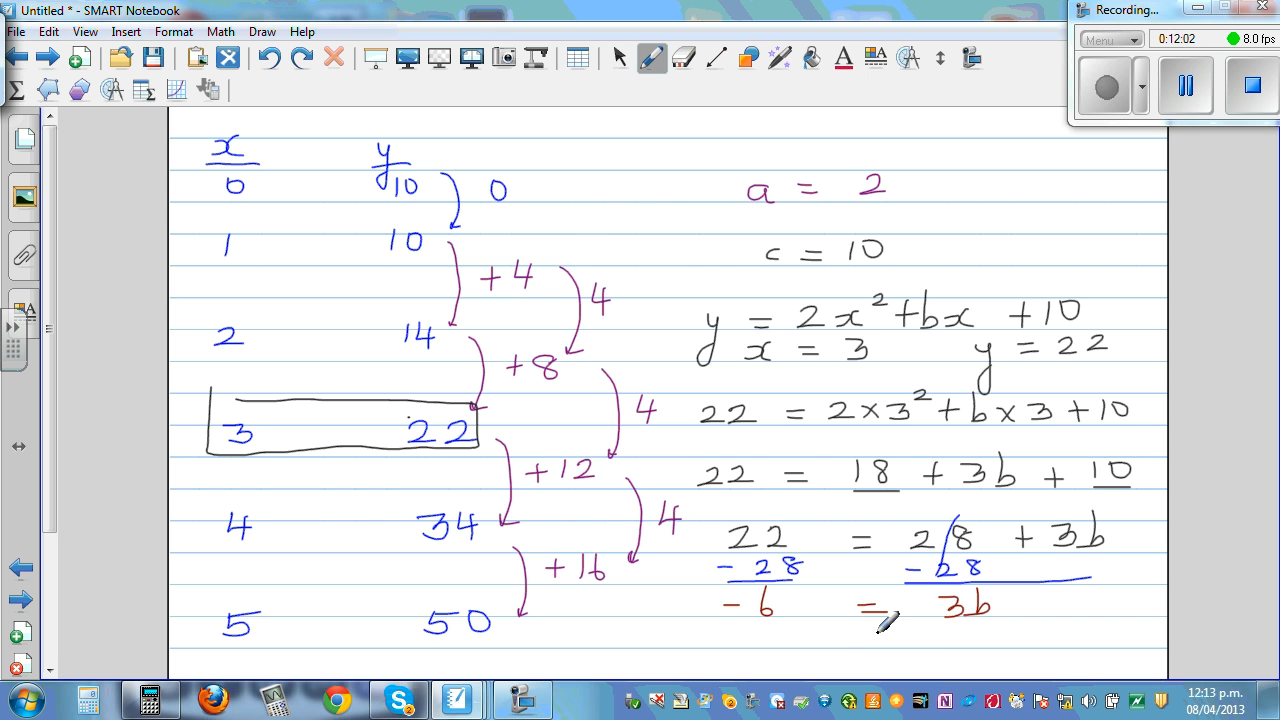 Untitled * - SMART Notebook
Recording...
File Edit View Insert Format Math Draw Help
Menu 0:12:02 8.0 fps
x y
0 10 0
1 10
+4 4
2 14
+8 4
3 22
+12 4
4 34
+16
5 50
a = 2
c = 10
y = 2x² + bx + 10
x = 3 y = 22
22 = 2 × 3² + b × 3 + 10
22 = 18 + 3b + 10
22 = 28 + 3b
- 28 - 28
- 6 = 3b
12:13 p.m.
08/04/2013